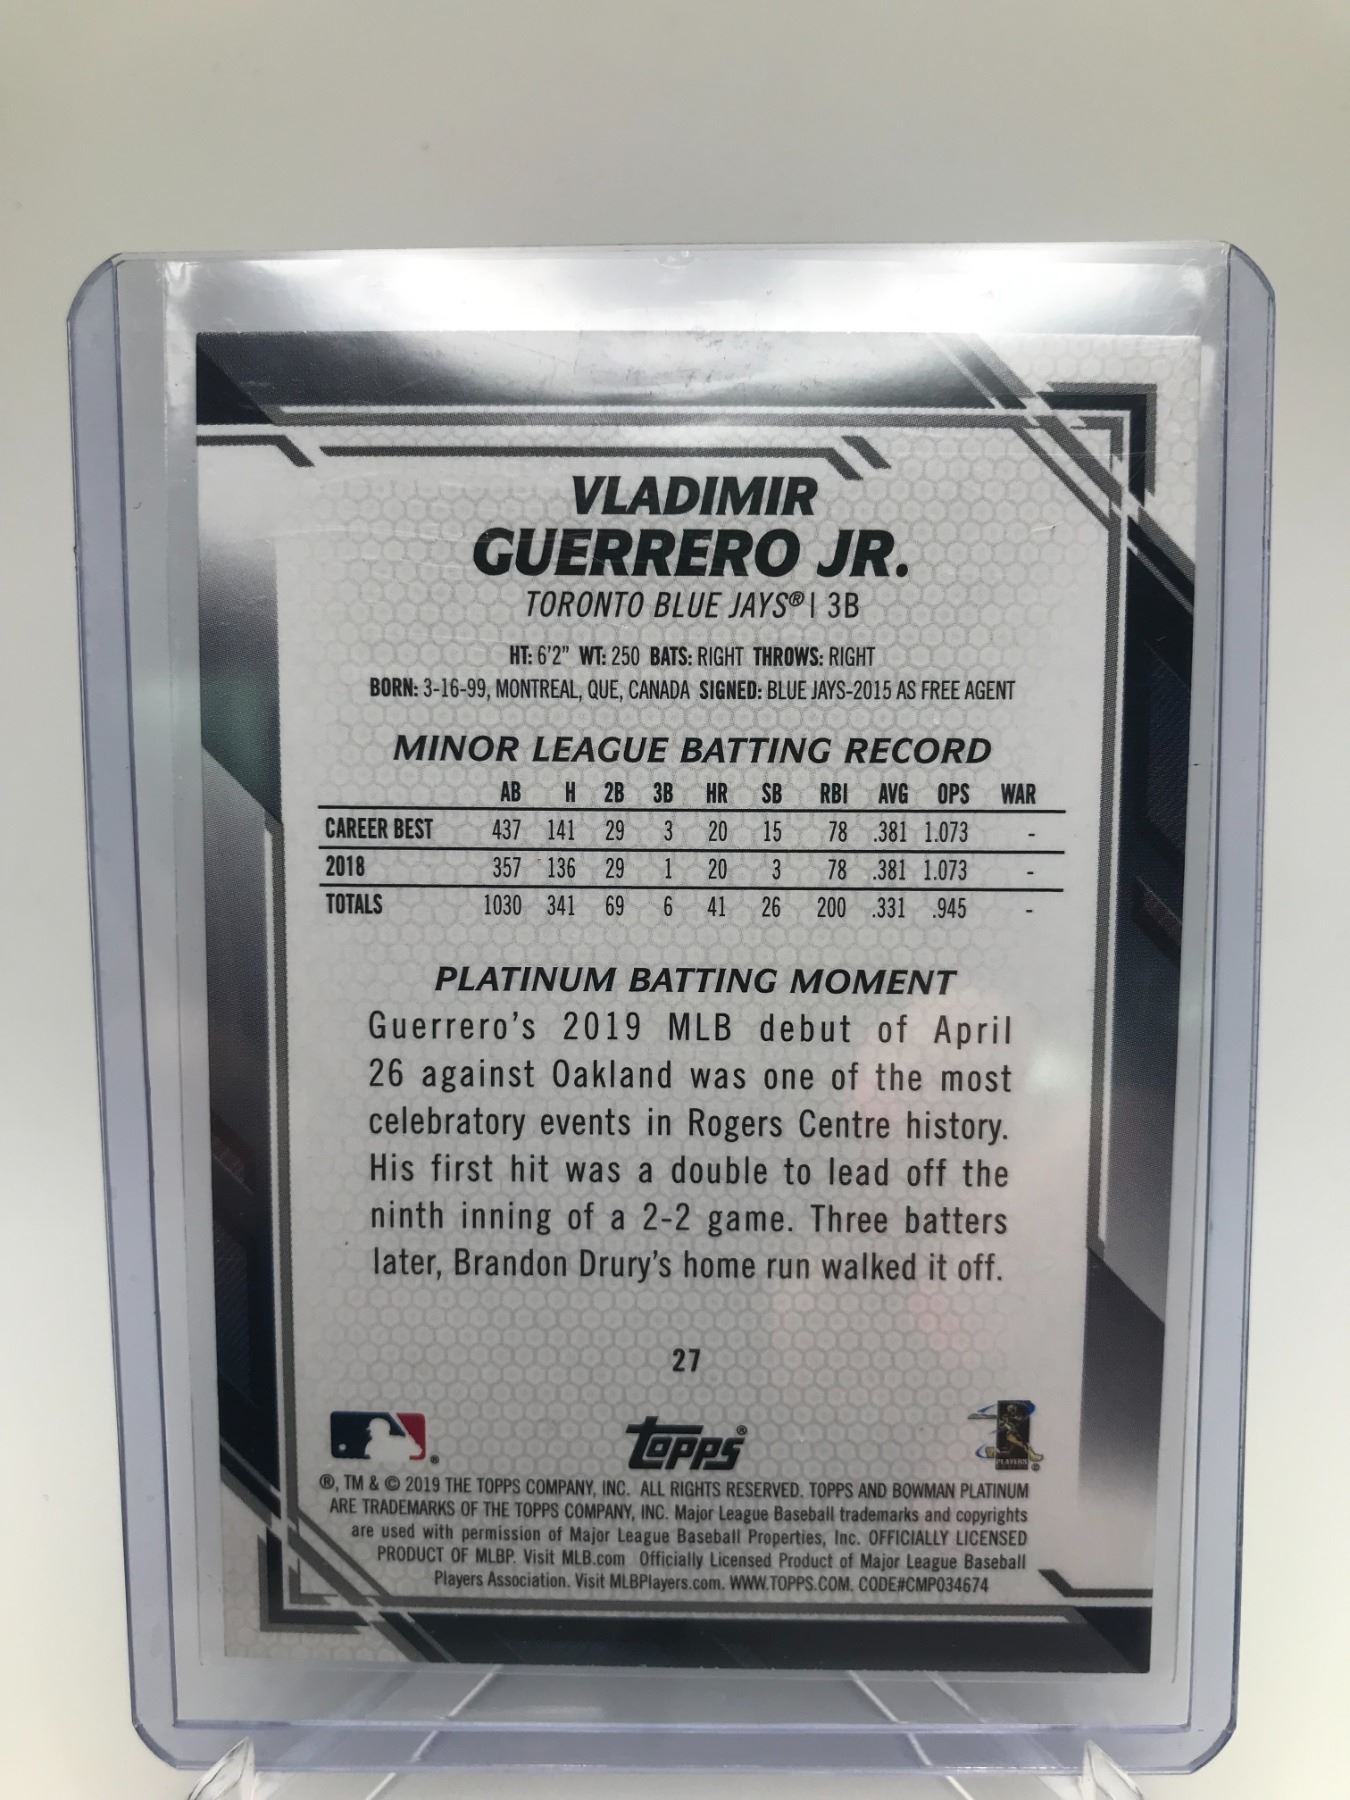 VLADIMIR
GUERRERO JR.
TORONTO BLUE JAYS® | 3B
HT: 6'2" WT: 250 BATS: RIGHT THROWS: RIGHT
BORN: 3-16-99, MONTREAL, QUE, CANADA SIGNED: BLUE JAYS-2015 AS FREE AGENT
MINOR LEAGUE BATTING RECORD
AB H 2B 3B HR SB RBI AVG OPS WAR
CAREER BEST 437 141 29 3 20 15 78 .381 1.073 -
2018 357 136 29 1 20 3 78 .381 1.073 -
TOTALS 1030 341 69 6 41 26 200 .331 .945 -
PLATINUM BATTING MOMENT
Guerrero's 2019 MLB debut of April
26 against Oakland was one of the most
celebratory events in Rogers Centre history.
His first hit was a double to lead off the
ninth inning of a 2-2 game. Three batters
later, Brandon Drury's home run walked it off.
27
® topps® PLAYERS ®
®, TM & © 2019 THE TOPPS COMPANY, INC. ALL RIGHTS RESERVED. TOPPS AND BOWMAN PLATINUM
ARE TRADEMARKS OF THE TOPPS COMPANY, INC. Major League Baseball trademarks and copyrights
are used with permission of Major League Baseball Properties, Inc. OFFICIALLY LICENSED
PRODUCT OF MLBP. Visit MLB.com Officially Licensed Product of Major League Baseball
Players Association. Visit MLBPlayers.com. WWW.TOPPS.COM. CODE#CMP034674